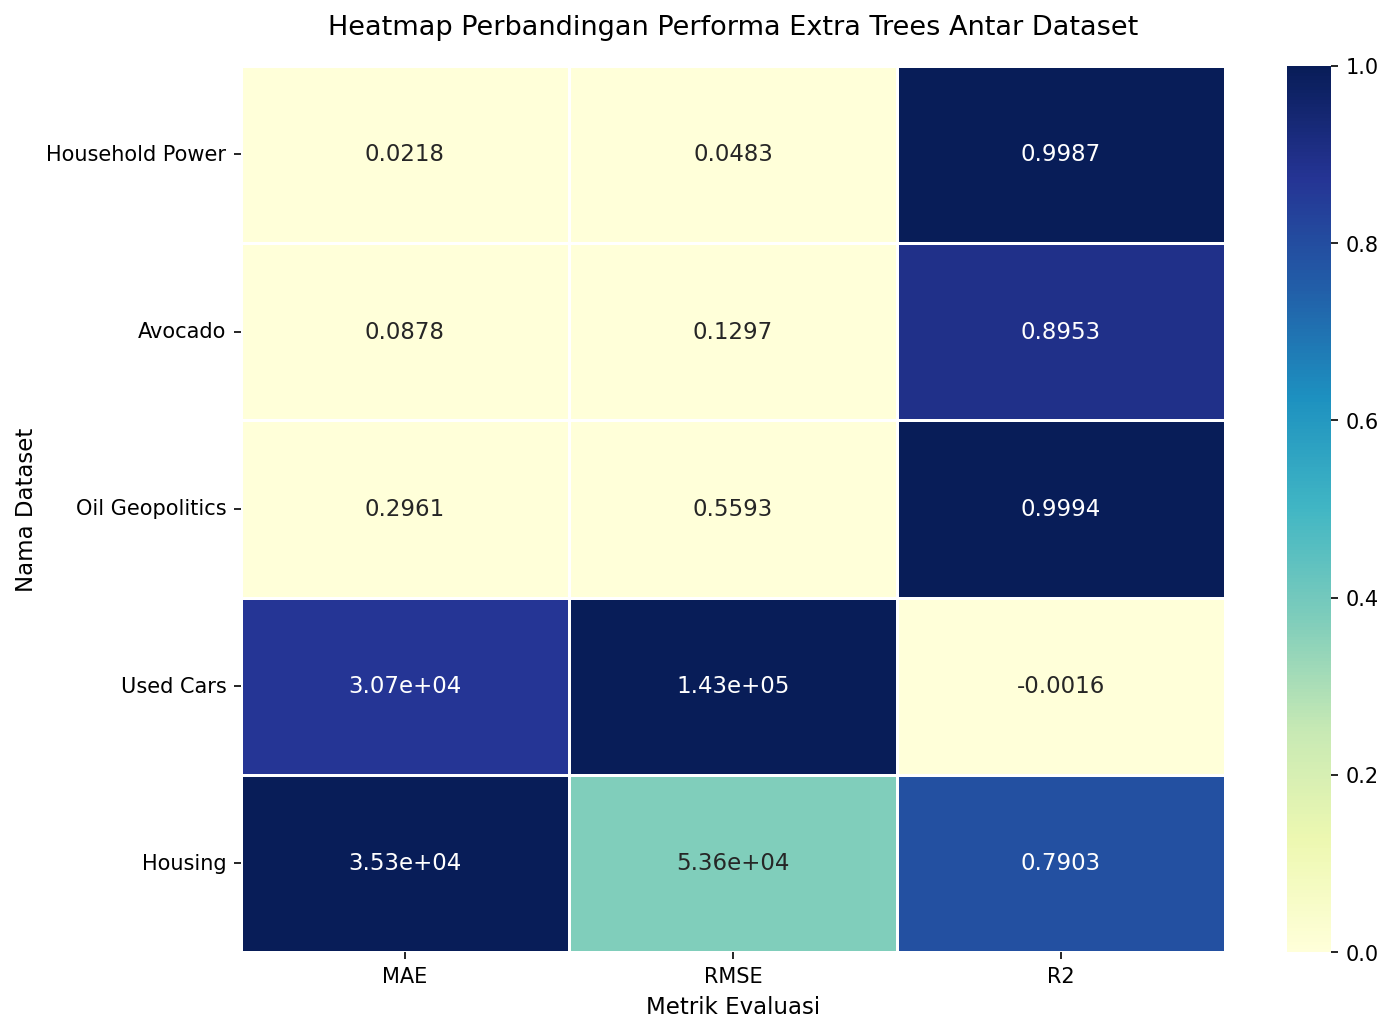 Heatmap Perbandingan Performa Extra Trees Antar Dataset
Nama Dataset
Household Power 0.0218 0.0483 0.9987
Avocado 0.0878 0.1297 0.8953
Oil Geopolitics 0.2961 0.5593 0.9994
Used Cars 3.07e+04 1.43e+05 -0.0016
Housing 3.53e+04 5.36e+04 0.7903
MAE RMSE R2
Metrik Evaluasi
1.0
0.8
0.6
0.4
0.2
0.0